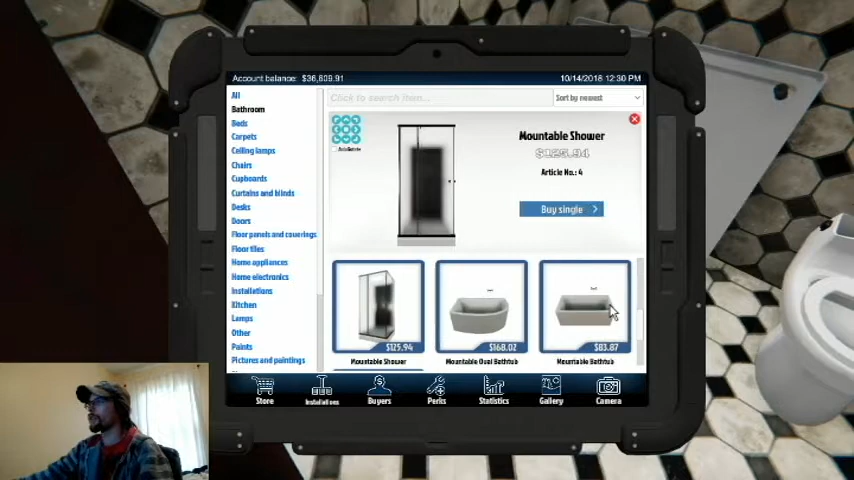 Account balance: $36,609.91
10/14/2018 12:30 PM
All
Bathroom
Beds
Carpets
Ceiling lamps
Chairs
Cupboards
Curtains and blinds
Desks
Doors
Floor panels and coverings
Floor tiles
Home appliances
Home electronics
Installations
Kitchen
Lamps
Other
Paints
Pictures and paintings
Click to search item...
Sort by newest
AutoRotate
Mountable Shower
$125.94
Article No.: 4
Buy single
$125.94
$168.02
$83.87
Mountable Shower
Mountable Oval Bathtub
Mountable Bathtub
Store
Installations
Buyers
Perks
Statistics
Gallery
Camera